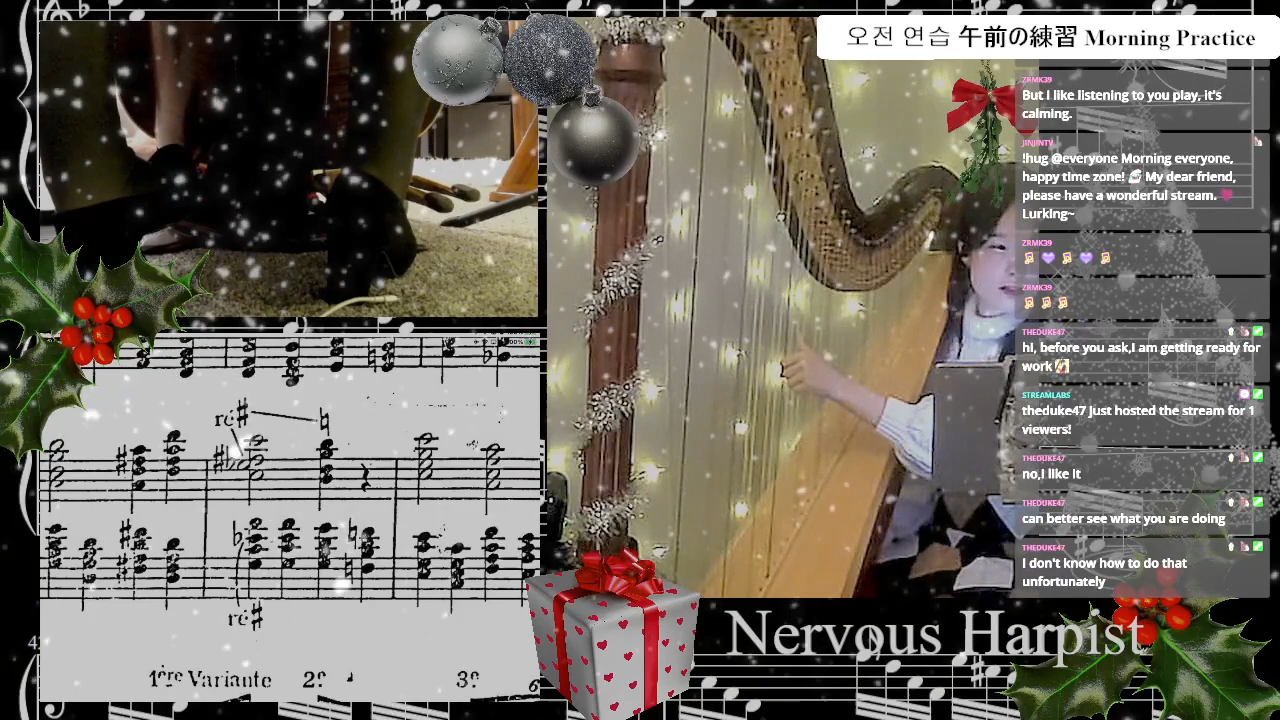 오전 연습 午前の練習 Morning Practice
ZRMK39
But I like listening to you play, it's
calming.
JINJINTV
!hug @everyone Morning everyone,
happy time zone! My dear friend,
please have a wonderful stream.
Lurking~
ZRMK39
ZRMK39
THEDUKE47
hi, before you ask,I am getting ready for
work
STREAMLABS
theduke47 just hosted the stream for 1
viewers!
THEDUKE47
no,I like it
THEDUKE47
can better see what you are doing
THEDUKE47
I don't know how to do that
unfortunately
ré♯
ré♯
1ère Variante 2e 3e
Nervous Harpist